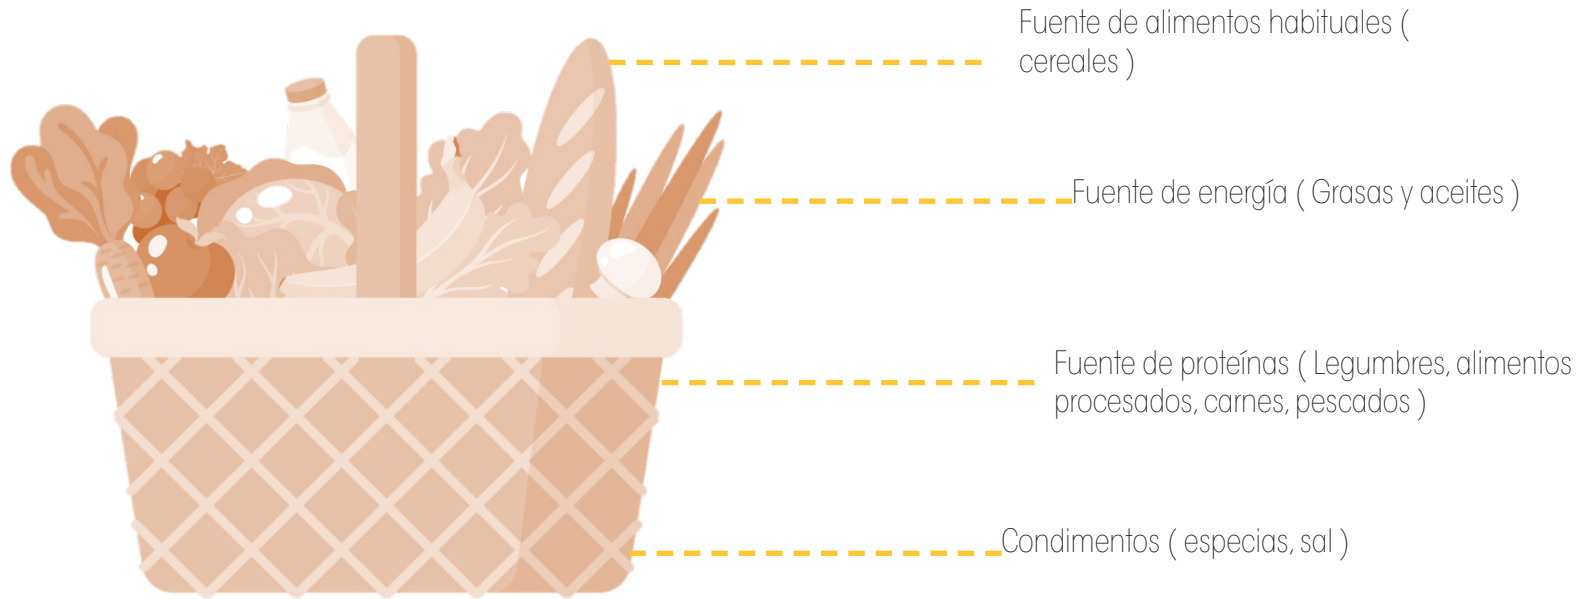 Fuente de alimentos habituales (
cereales )
Fuente de energía ( Grasas y aceites )
Fuente de proteínas ( Legumbres, alimentos
procesados, carnes, pescados )
Condimentos ( especias, sal )